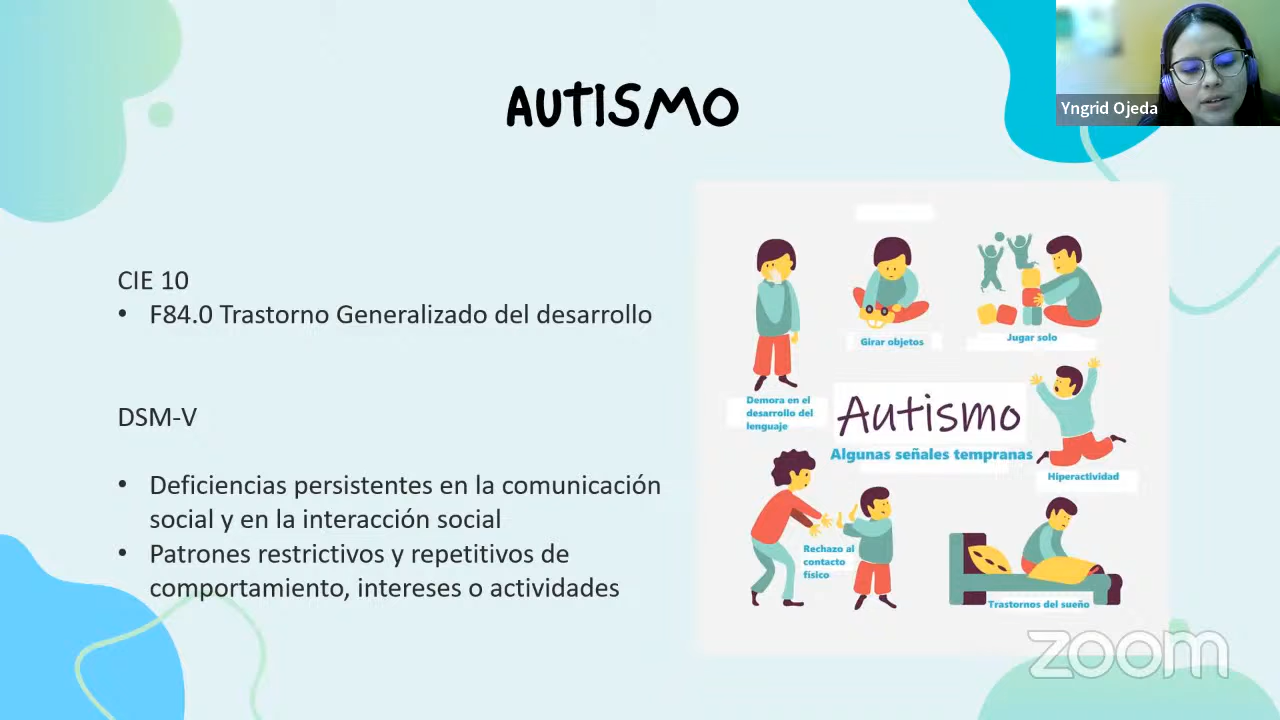 AUTISMO
Yngrid Ojeda
CIE 10
• F84.0 Trastorno Generalizado del desarrollo
DSM-V
• Deficiencias persistentes en la comunicación
social y en la interacción social
• Patrones restrictivos y repetitivos de
comportamiento, intereses o actividades
Girar objetos
Jugar solo
Demora en el
desarrollo del
lenguaje
Autismo
Algunas señales tempranas
Hiperactividad
Rechazo al
contacto
físico
Trastornos del sueño
zoom